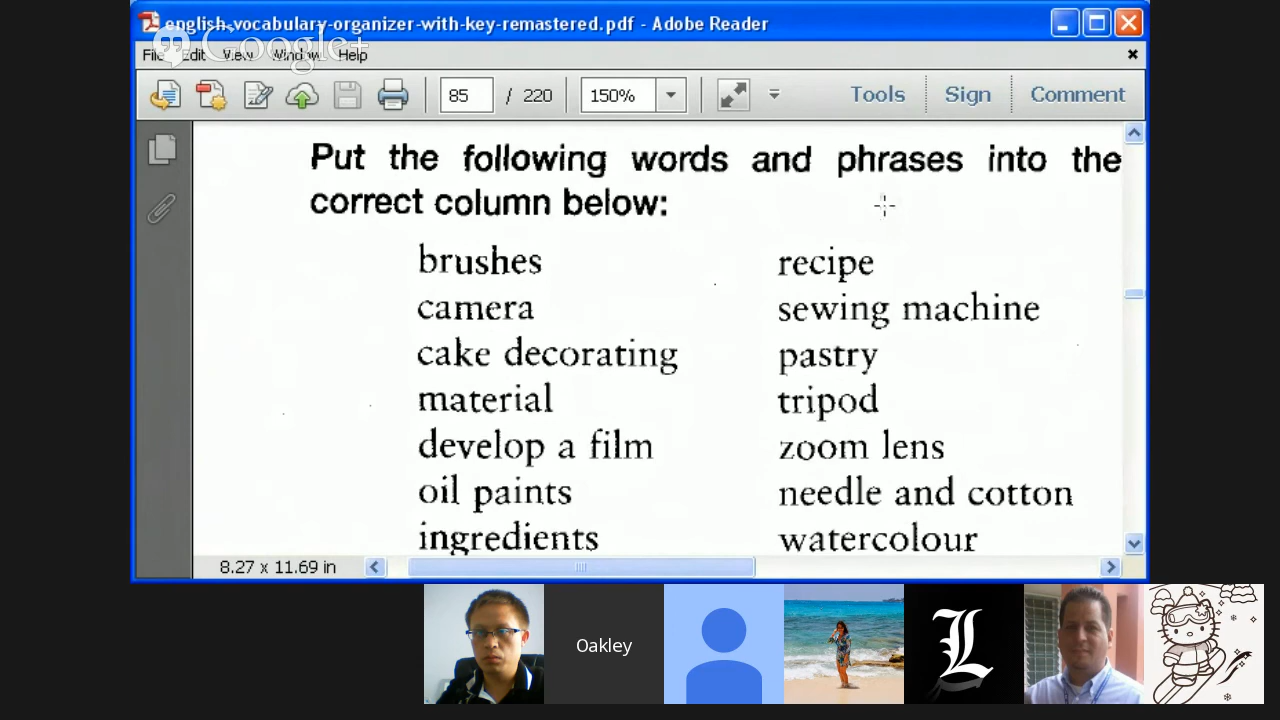 english-vocabulary-organizer-with-key-remastered.pdf - Adobe Reader
Google+
File Edit View Window Help
85 / 220 150% Tools Sign Comment
Put the following words and phrases into the
correct column below:
brushes recipe
camera sewing machine
cake decorating pastry
material tripod
develop a film zoom lens
oil paints needle and cotton
ingredients watercolour
8.27 x 11.69 in
Oakley
L